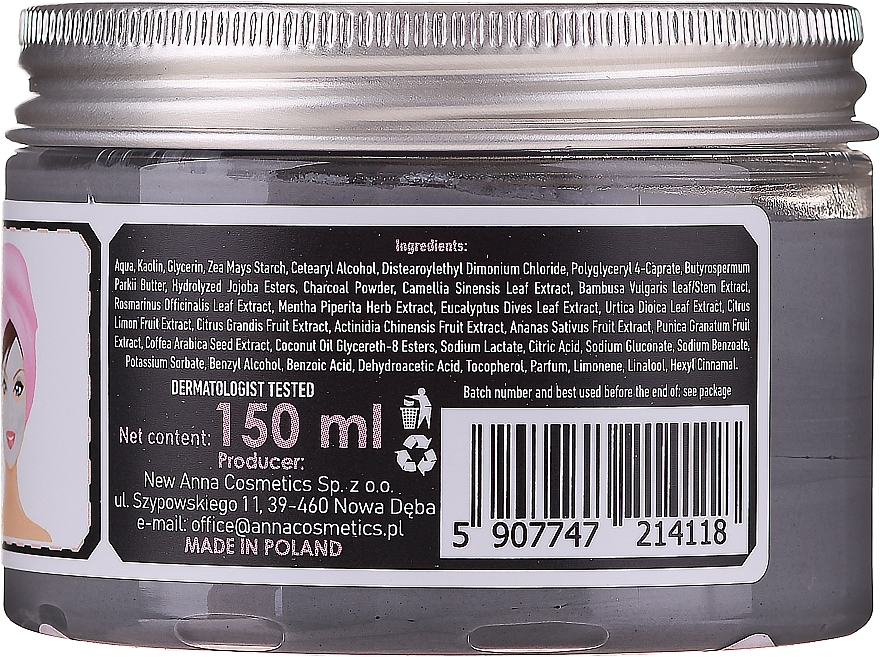 Ingredients:
Aqua, Kaolin, Glycerin, Zea Mays Starch, Cetearyl Alcohol, Distearoylethyl Dimonium Chloride, Polyglyceryl 4-Caprate, Butyrospermum
Parkii Butter, Hydrolyzed Jojoba Esters, Charcoal Powder, Camellia Sinensis Leaf Extract, Bambusa Vulgaris Leaf/Stem Extract,
Rosmarinus Officinalis Leaf Extract, Mentha Piperita Herb Extract, Eucalyptus Dives Leaf Extract, Urtica Dioica Leaf Extract, Citrus
Limon Fruit Extract, Citrus Grandis Fruit Extract, Actinidia Chinensis Fruit Extract, Ananas Sativus Fruit Extract, Punica Granatum Fruit
Extract, Coffea Arabica Seed Extract, Coconut Oil Glycereth-8 Esters, Sodium Lactate, Citric Acid, Sodium Gluconate, Sodium Benzoate,
Potassium Sorbate, Benzyl Alcohol, Benzoic Acid, Dehydroacetic Acid, Tocopherol, Parfum, Limonene, Linalool, Hexyl Cinnamal.
DERMATOLOGIST TESTED
Batch number and best used before the end of: see package
Net content: 150 ml
Producer:
New Anna Cosmetics Sp. z o.o.
ul. Szypowskiego 11, 39-460 Nowa Dęba
e-mail: office@annacosmetics.pl
MADE IN POLAND
5 907747 214118